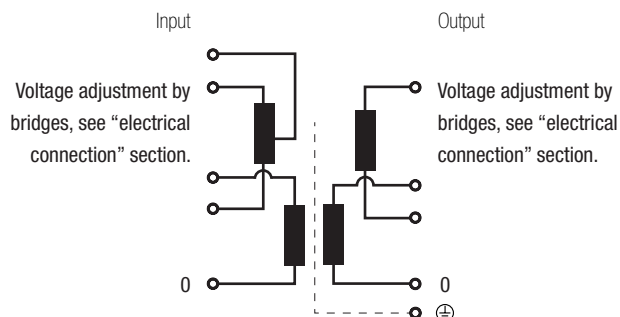 Input
Output
Voltage adjustment by
bridges, see “electrical
connection” section.
Voltage adjustment by
bridges, see “electrical
connection” section.
0
0